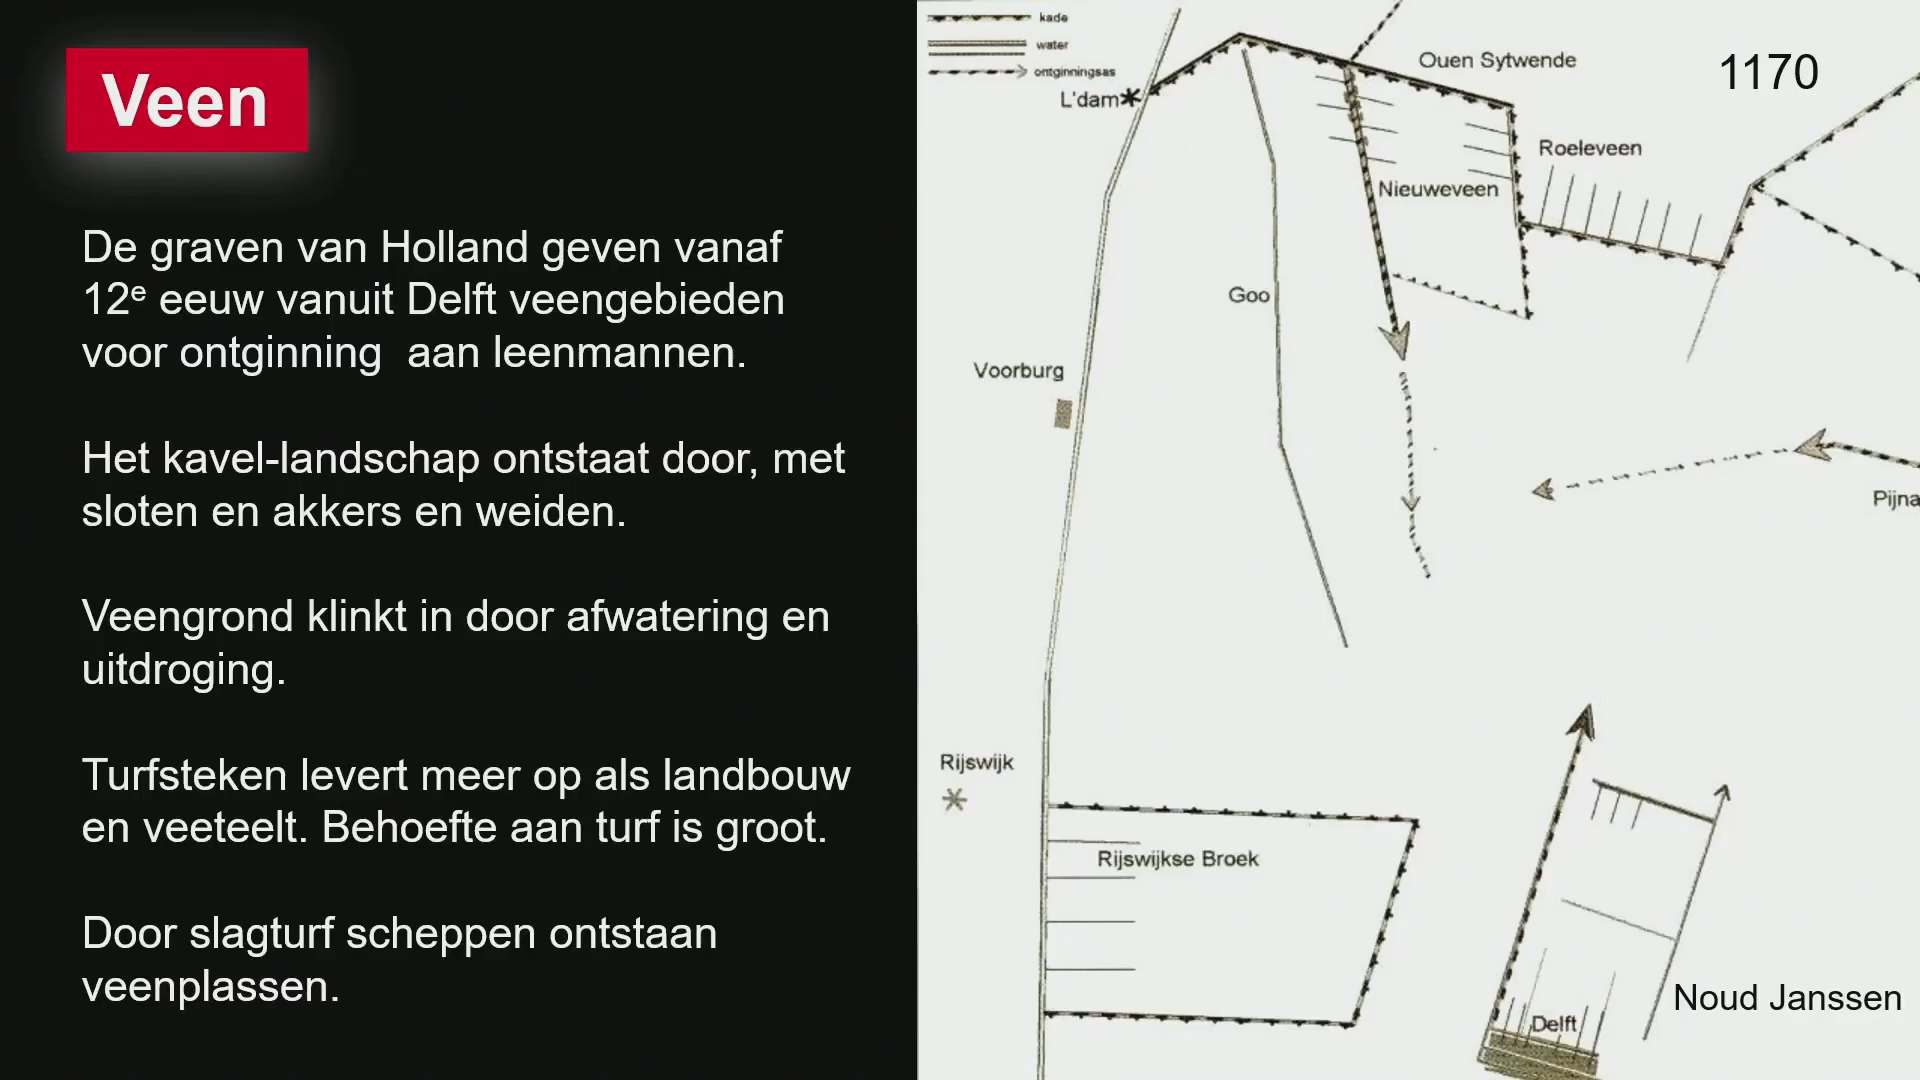 Veen
De graven van Holland geven vanaf
12e eeuw vanuit Delft veengebieden
voor ontginning  aan leenmannen.
Het kavel-landschap ontstaat door, met
sloten en akkers en weiden.
Veengrond klinkt in door afwatering en
uitdroging.
Turfsteken levert meer op als landbouw
en veeteelt. Behoefte aan turf is groot.
Door slagturf scheppen ontstaan
veenplassen.
kade
water
ontginningsas
L'dam
Ouen Sytwende
1170
Roeleveen
Nieuweveen
Goo
Voorburg
Pijna
Rijswijk
Rijswijkse Broek
Noud Janssen
Delft